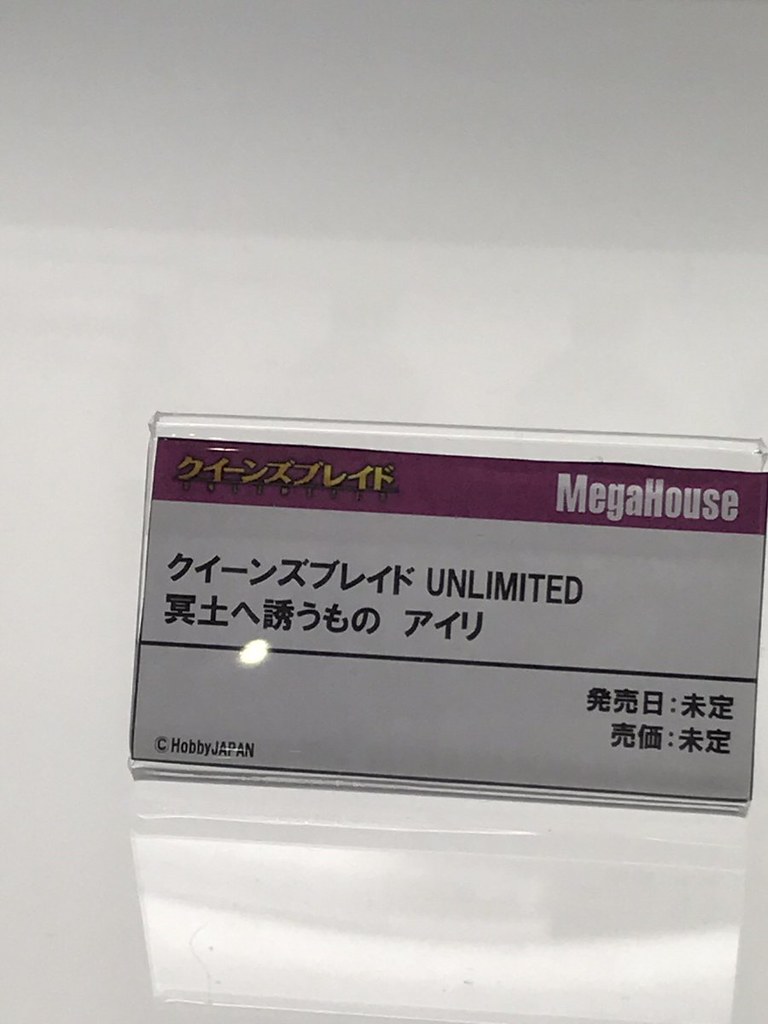 クイーンズブレイド
MegaHouse
クイーンズブレイド UNLIMITED
冥土へ誘うもの アイリ
発売日:未定
売価:未定
©HobbyJAPAN